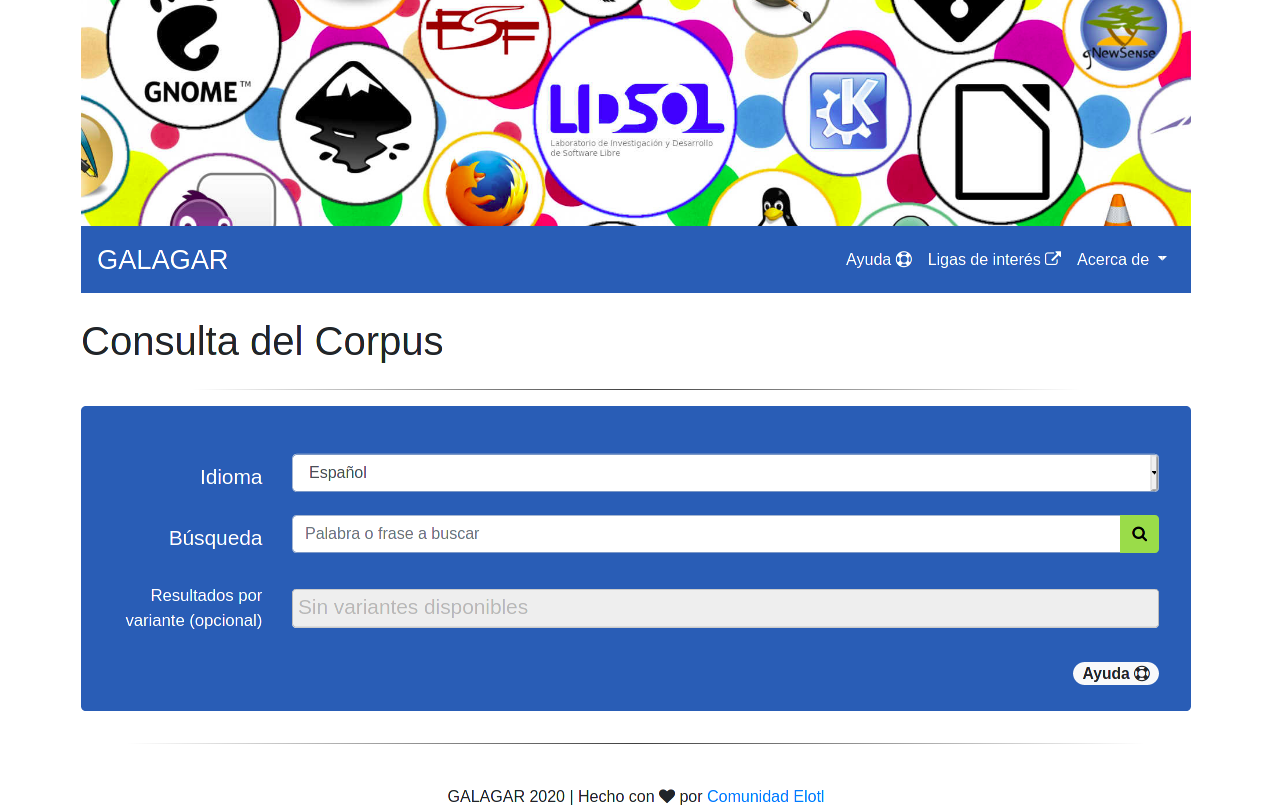 GNOME™
FSF
gNewSense
LIDSOL
Laboratorio de Investigación y Desarrollo
de Software Libre
K
GALAGAR
Ayuda
Ligas de interés
Acerca de
Consulta del Corpus
Idioma
Español
Búsqueda
Palabra o frase a buscar
Resultados por
variante (opcional)
Sin variantes disponibles
Ayuda
GALAGAR 2020 | Hecho con por Comunidad Elotl